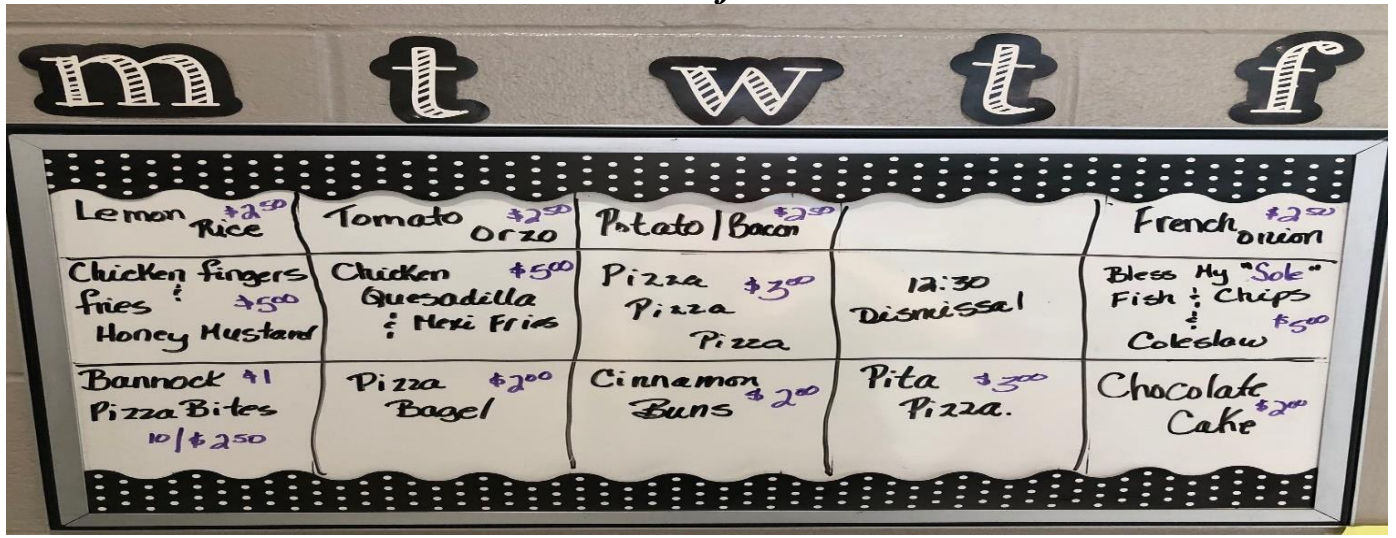 m t w t f
Lemon $2.50
Rice
Tomato $2.50
Orzo
Potato / Bacon $2.50
French $2.50
onion
Chicken fingers
&
fries $5.00
Honey Mustard
Chicken $5.00
Quesadilla
& Mexi Fries
Pizza $3.00
Pizza
Pizza
12:30
Dismissal
Bless My "Sole"
Fish & Chips
& $5.00
Coleslaw
Bannock $1
Pizza Bites
10/$2.50
Pizza $2.00
Bagel
Cinnamon
Buns $2.00
Pita $3.00
Pizza.
Chocolate
Cake $2.00